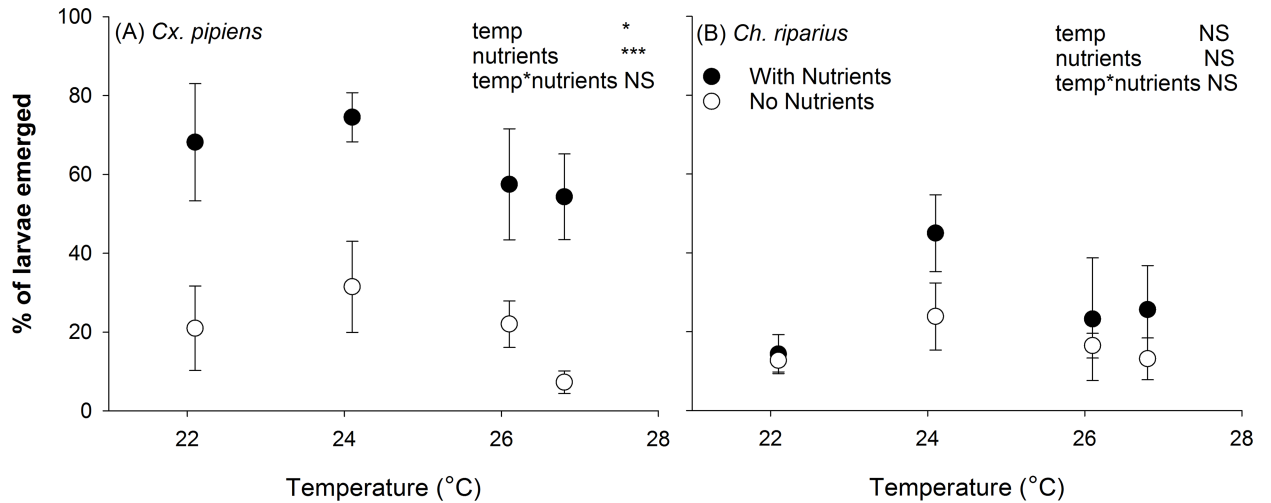 (A) Cx. pipiens
temp *
nutrients ***
temp*nutrients NS
(B) Ch. riparius
With Nutrients
No Nutrients
temp NS
nutrients NS
temp*nutrients NS
% of larvae emerged
100
80
60
40
20
0
22 24 26 28
22 24 26 28
Temperature (°C)
Temperature (°C)